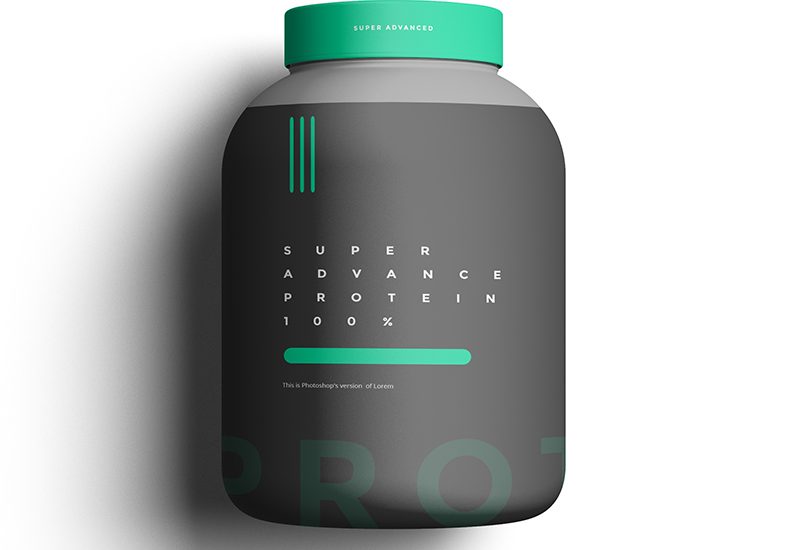 SUPER ADVANCED
SUPER
ADVANCE
PROTEIN
100%
This is Photoshop's version of Lorem
PROT